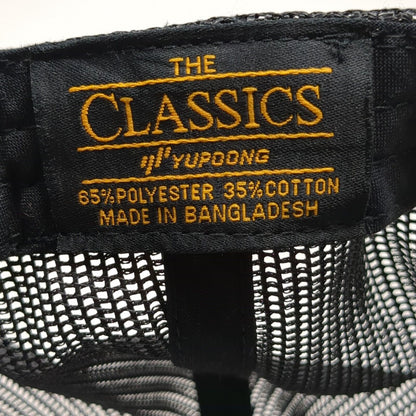 THE
CLASSICS
YUPOONG
65%POLYESTER 35%COTTON
MADE IN BANGLADESH